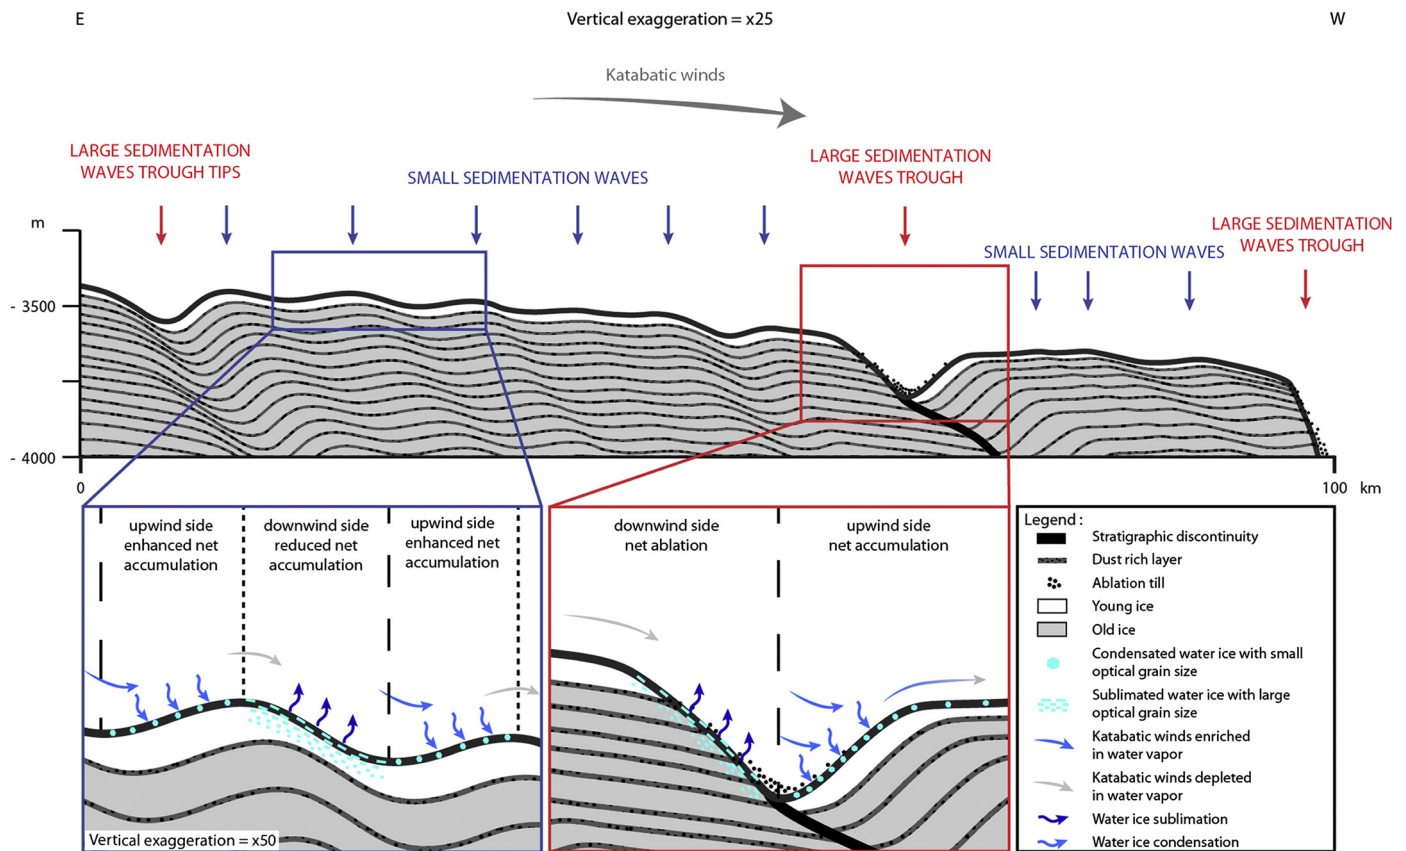 E
Vertical exaggeration = x25
W
Katabatic winds
LARGE SEDIMENTATION
WAVES TROUGH TIPS
SMALL SEDIMENTATION WAVES
LARGE SEDIMENTATION
WAVES TROUGH
LARGE SEDIMENTATION
WAVES TROUGH
SMALL SEDIMENTATION WAVES
m
- 3500
- 4000
0
100 km
upwind side
enhanced net
accumulation
downwind side
reduced net
accumulation
upwind side
enhanced net
accumulation
Vertical exaggeration = x50
downwind side
net ablation
upwind side
net accumulation
Legend :
Stratigraphic discontinuity
Dust rich layer
Ablation till
Young ice
Old ice
Condensated water ice with small
optical grain size
Sublimated water ice with large
optical grain size
Katabatic winds enriched
in water vapor
Katabatic winds depleted
in water vapor
Water ice sublimation
Water ice condensation